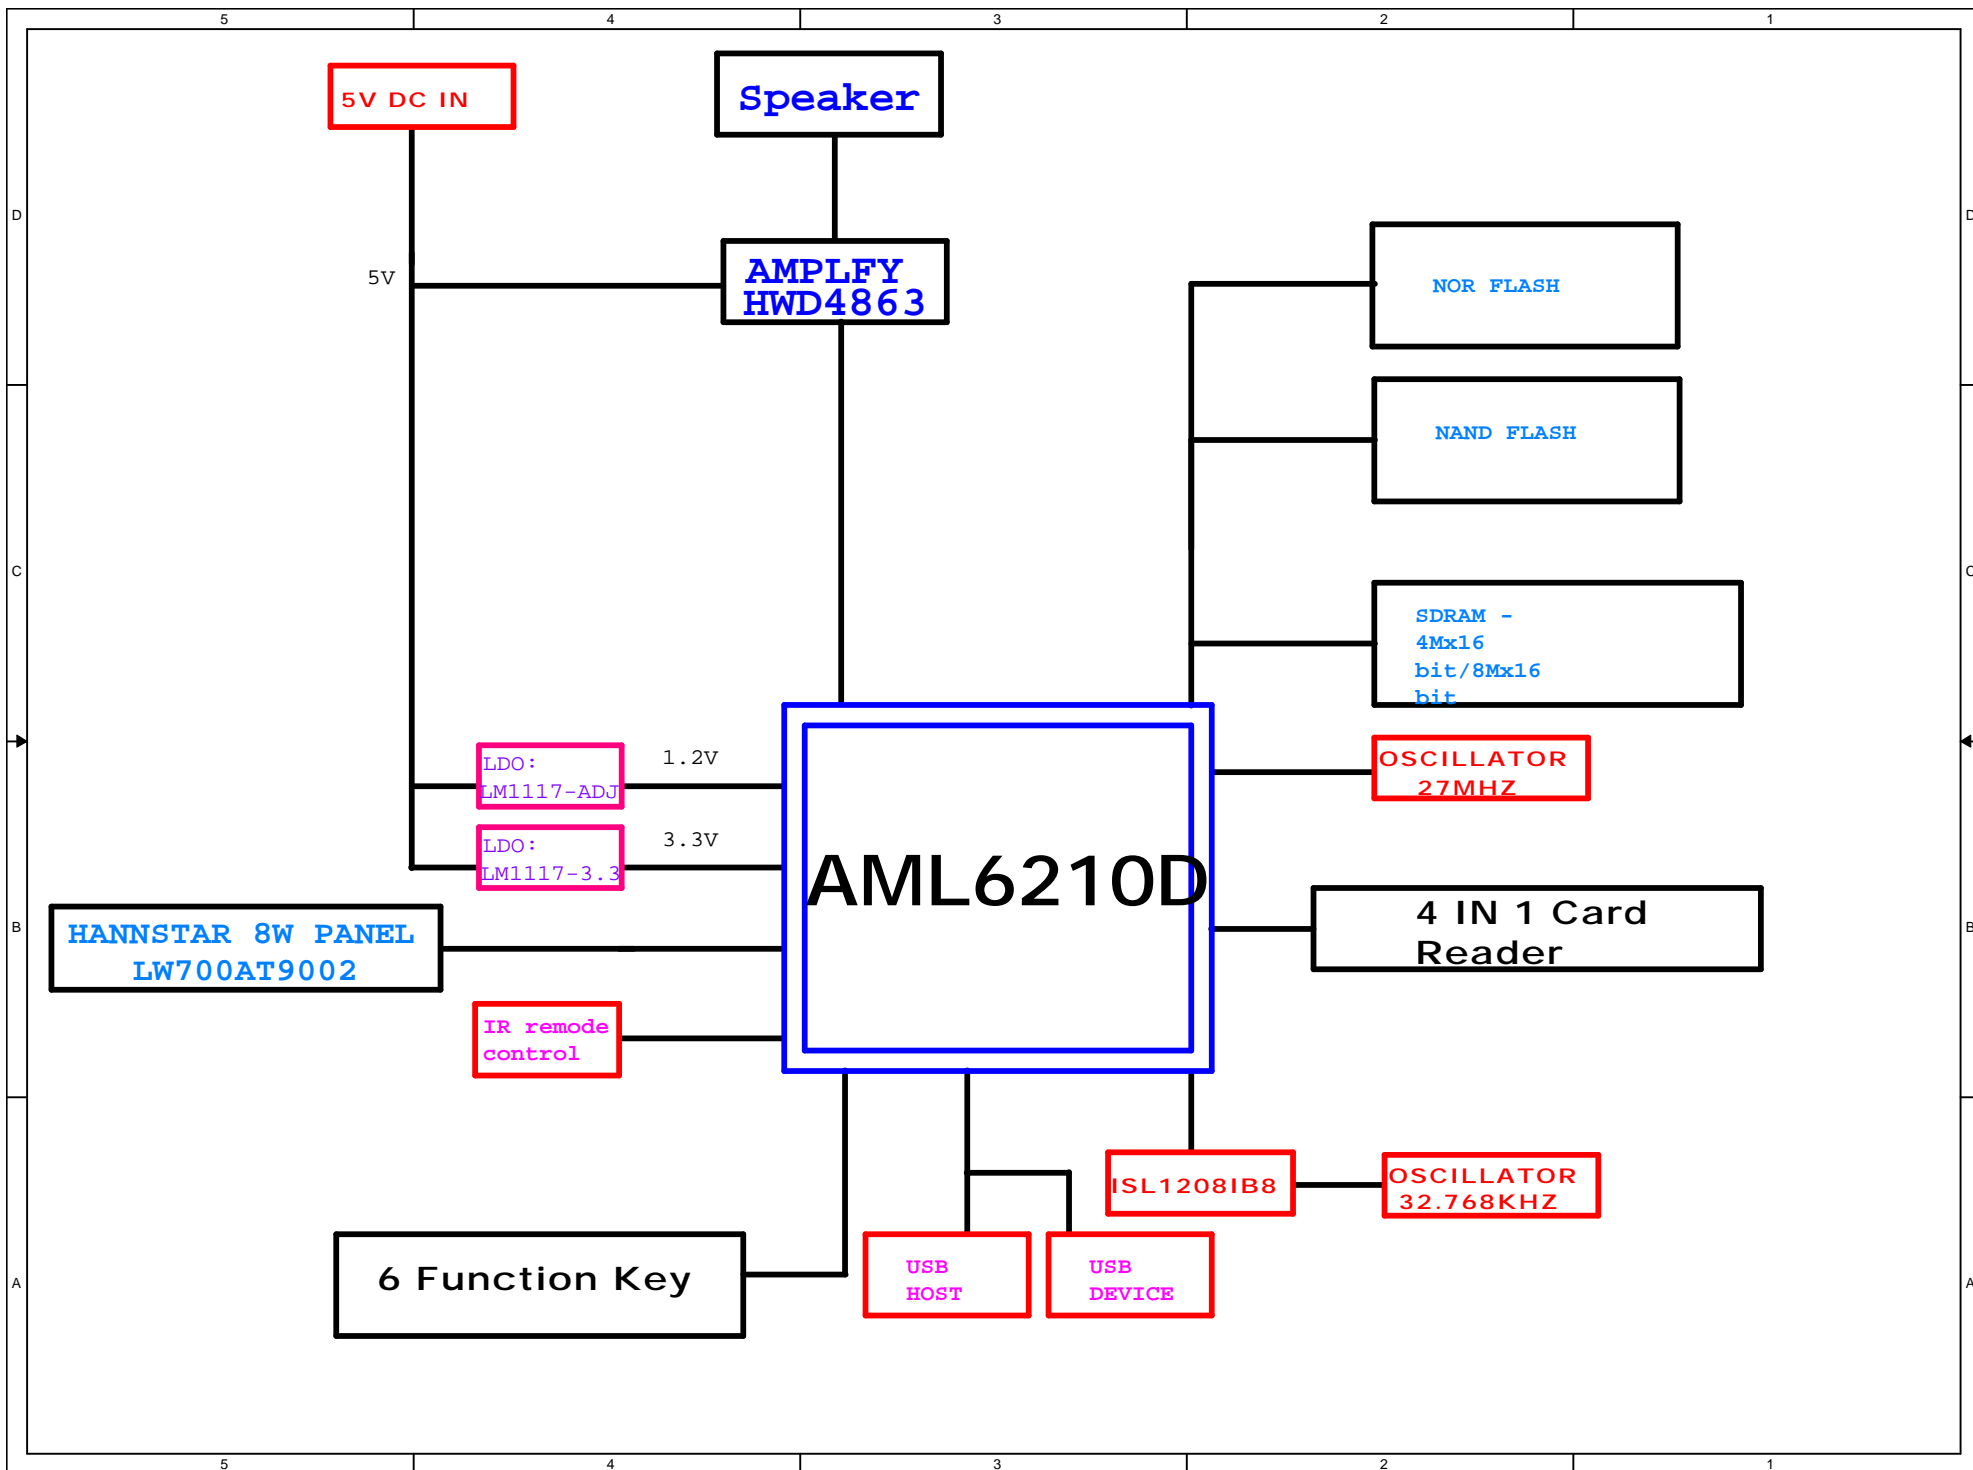 5 4 3 2 1
5V DC IN
Speaker
D D
5V
AMPLFY
HWD4863
NOR FLASH
NAND FLASH
C C
SDRAM -
4Mx16
bit/8Mx16
bit
1.2V
LDO:
LM1117-ADJ
OSCILLATOR
27MHZ
3.3V
LDO:
LM1117-3.3
AML6210D
4 IN 1 Card
Reader
B B
HANNSTAR 8W PANEL
LW700AT9002
IR remode
control
ISL1208IB8
OSCILLATOR
32.768KHZ
6 Function Key
USB
HOST
USB
DEVICE
A A
5 4 3 2 1